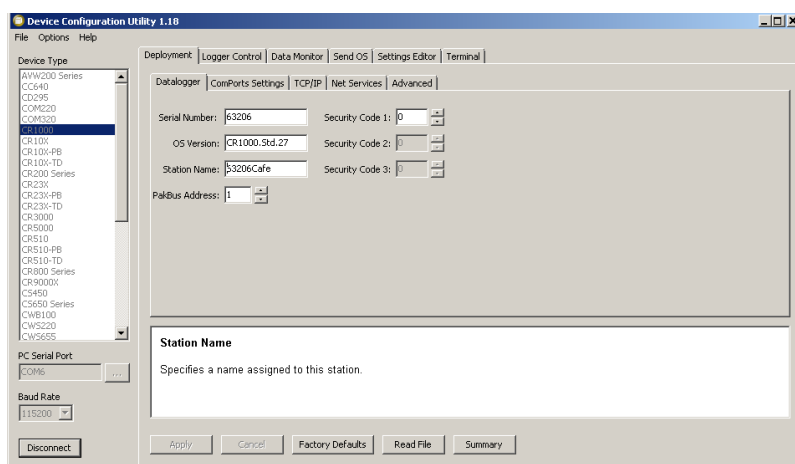 Device Configuration Utility 1.18
File Options Help
Device Type
AVW200 Series
CC640
CD295
COM220
COM320
CR1000
CR10X
CR10X-PB
CR10X-TD
CR200 Series
CR23X
CR23X-PB
CR23X-TD
CR3000
CR5000
CR510
CR510-PB
CR510-TD
CR800 Series
CR9000X
CS450
CS650 Series
CWB100
CWS220
CWS655
PC Serial Port
COM6
...
Baud Rate
115200
Disconnect
Deployment Logger Control Data Monitor Send OS Settings Editor Terminal
Datalogger ComPorts Settings TCP/IP Net Services Advanced
Serial Number: 63206 Security Code 1: 0
OS Version: CR1000.Std.27 Security Code 2: 0
Station Name: 63206Cafe Security Code 3: 0
PakBus Address: 1
Station Name
Specifies a name assigned to this station.
Apply Cancel Factory Defaults Read File Summary